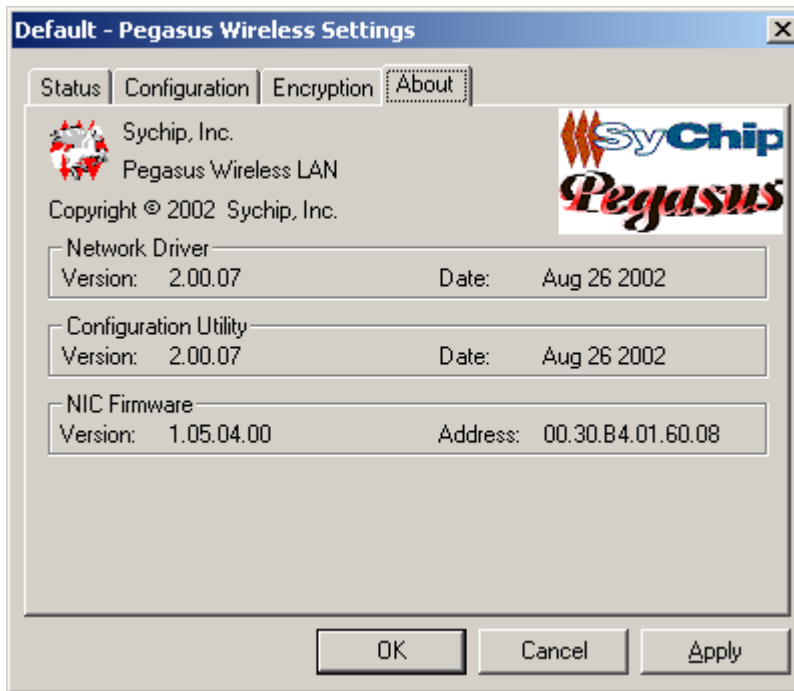 Default - Pegasus Wireless Settings
Status Configuration Encryption About
Sychip, Inc.
Pegasus Wireless LAN
Copyright © 2002 Sychip, Inc.
SyChip
Pegasus
Network Driver
Version: 2.00.07 Date: Aug 26 2002
Configuration Utility
Version: 2.00.07 Date: Aug 26 2002
NIC Firmware
Version: 1.05.04.00 Address: 00.30.B4.01.60.08
OK Cancel Apply